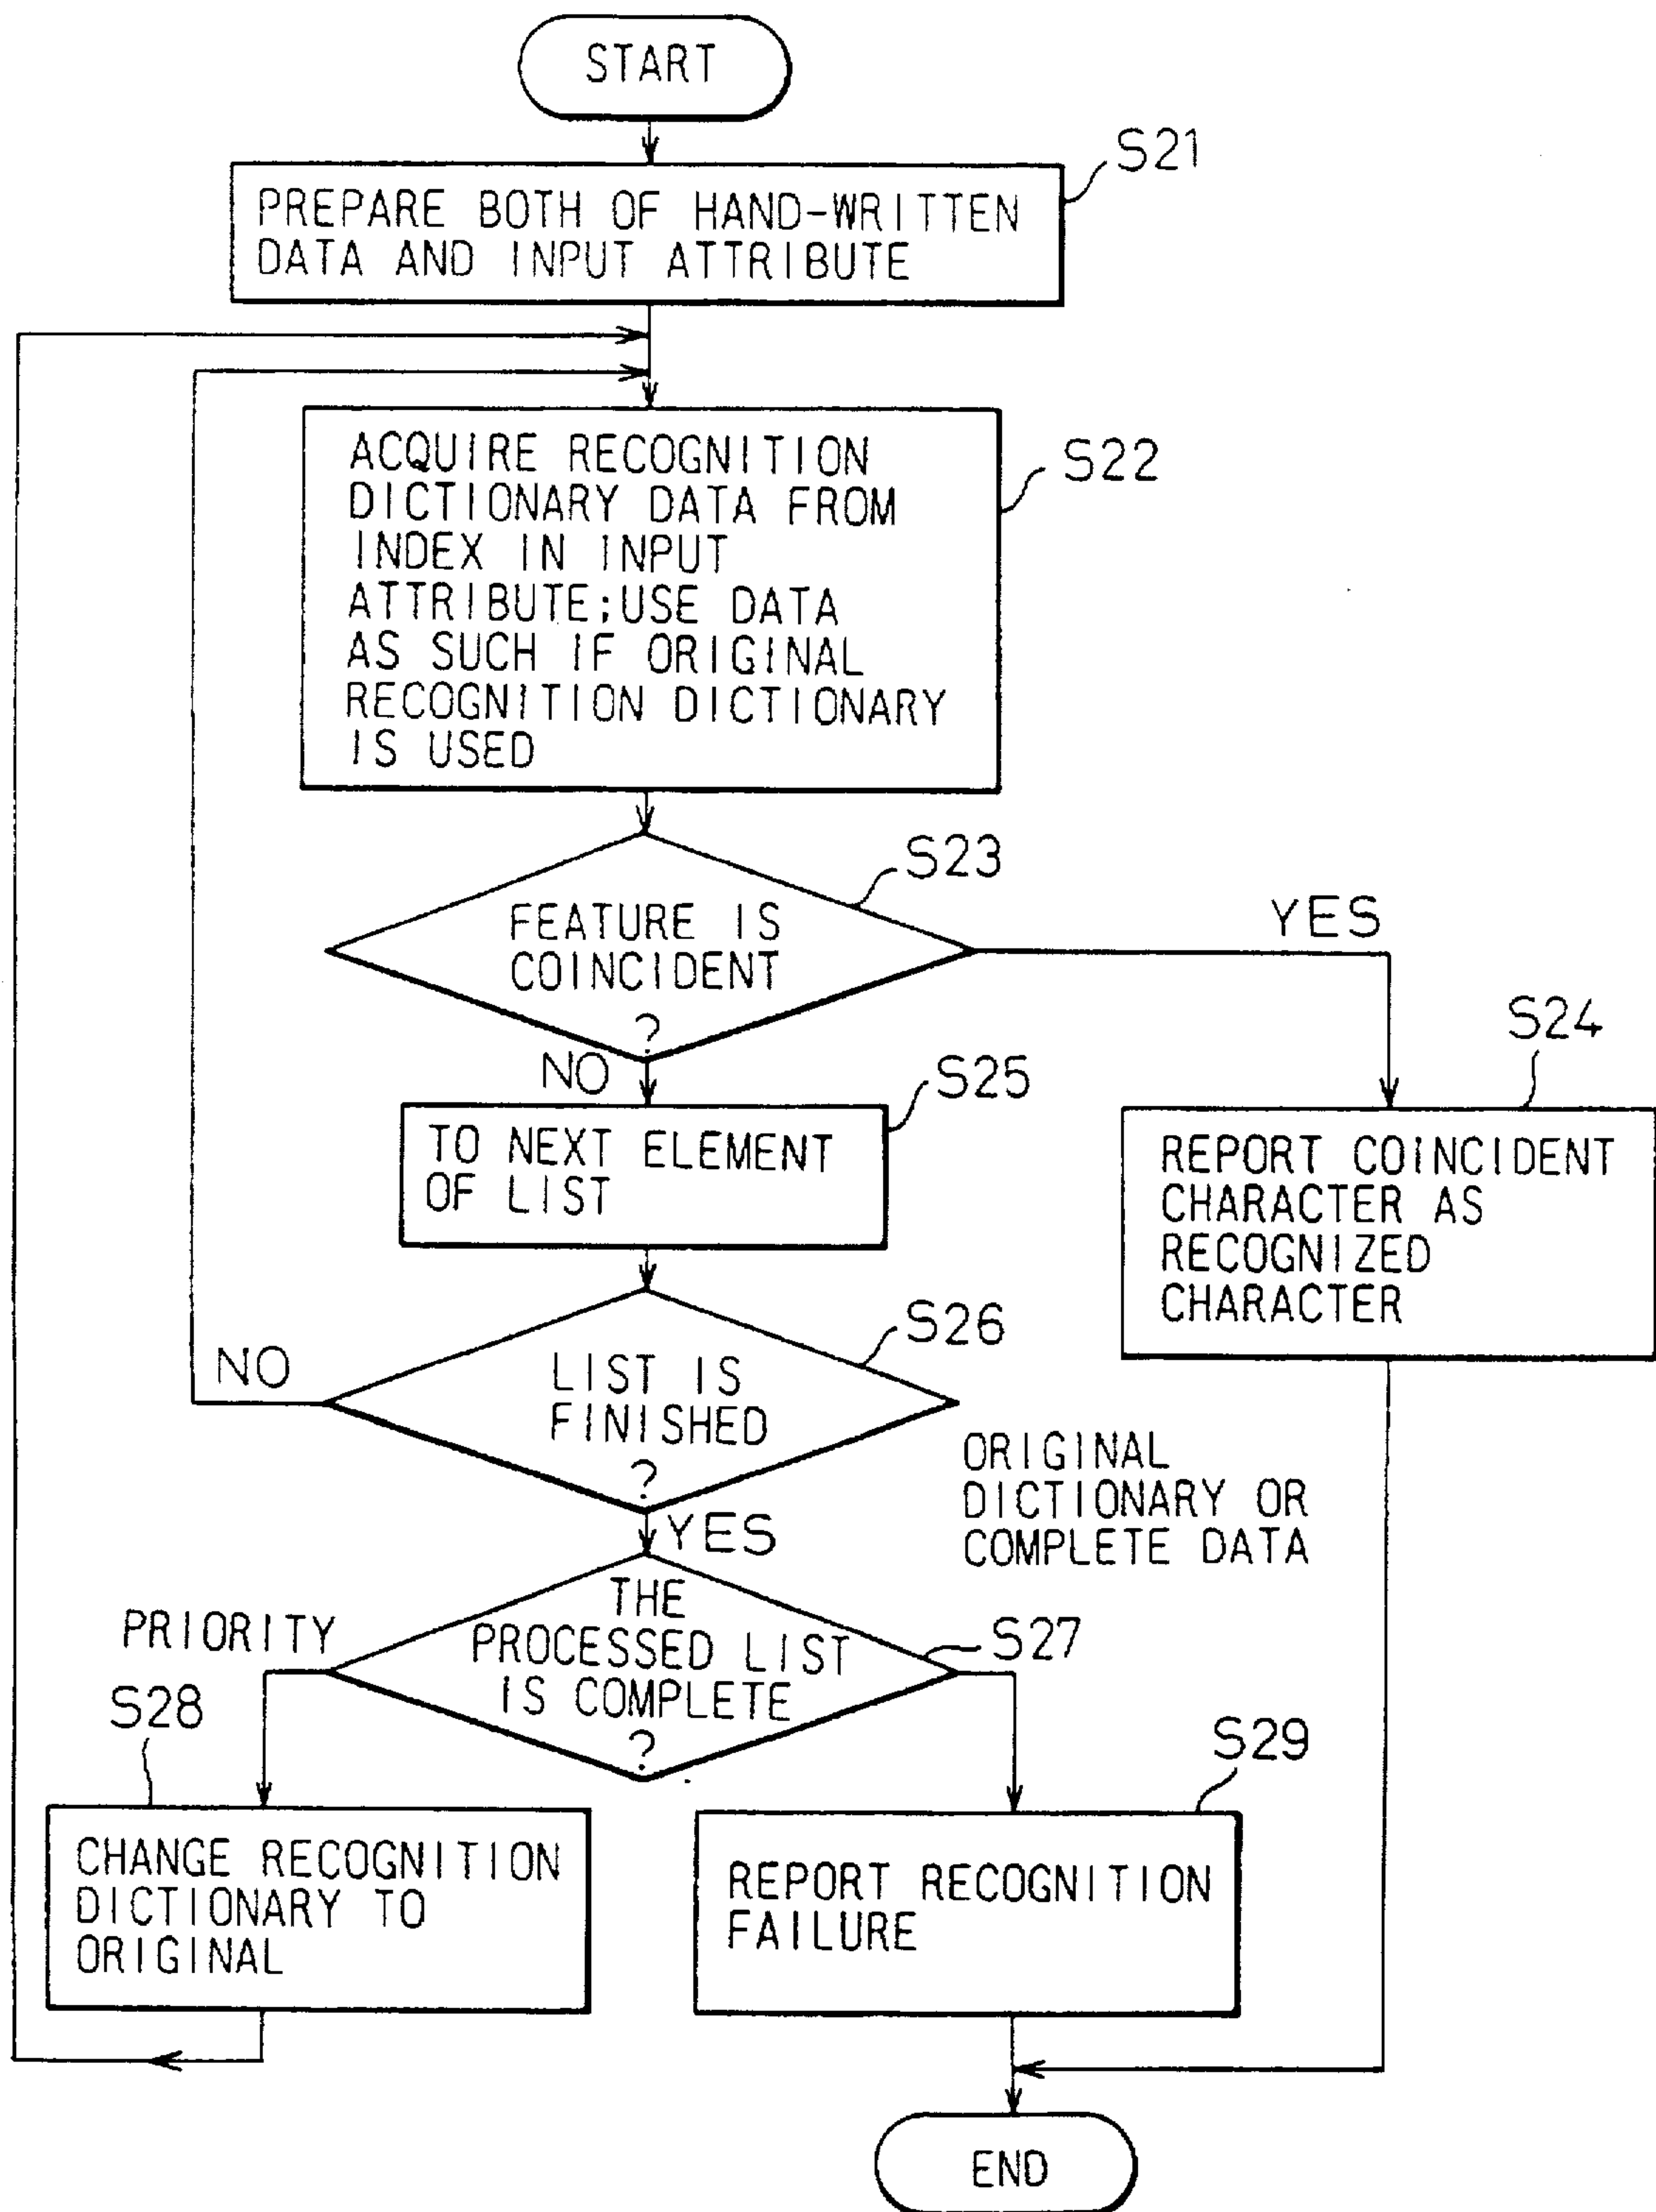 START
S21
PREPARE BOTH OF HAND-WRITTEN
DATA AND INPUT ATTRIBUTE
S22
ACQUIRE RECOGNITION
DICTIONARY DATA FROM
INDEX IN INPUT
ATTRIBUTE;USE DATA
AS SUCH IF ORIGINAL
RECOGNITION DICTIONARY
IS USED
S23
FEATURE IS
COINCIDENT
?
YES
NO
S24
REPORT COINCIDENT
CHARACTER AS
RECOGNIZED
CHARACTER
S25
TO NEXT ELEMENT
OF LIST
S26
LIST IS
FINISHED
?
NO
YES
ORIGINAL
DICTIONARY OR
COMPLETE DATA
S27
THE
PROCESSED LIST
IS COMPLETE
?
PRIORITY
S28
CHANGE RECOGNITION
DICTIONARY TO
ORIGINAL
S29
REPORT RECOGNITION
FAILURE
END